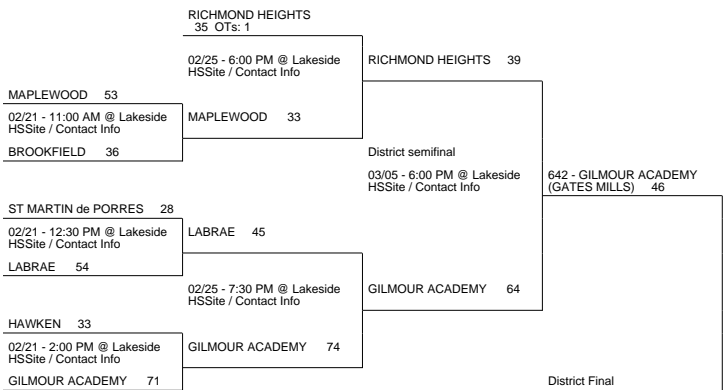 RICHMOND HEIGHTS
35 OTs: 1
02/25 - 6:00 PM @ Lakeside
HSSite / Contact Info
RICHMOND HEIGHTS 39
MAPLEWOOD 53
02/21 - 11:00 AM @ Lakeside
HSSite / Contact Info
MAPLEWOOD 33
BROOKFIELD 36
District semifinal
03/05 - 6:00 PM @ Lakeside
HSSite / Contact Info
642 - GILMOUR ACADEMY
(GATES MILLS) 46
ST MARTIN de PORRES 28
02/21 - 12:30 PM @ Lakeside
HSSite / Contact Info
LABRAE 45
LABRAE 54
02/25 - 7:30 PM @ Lakeside
HSSite / Contact Info
GILMOUR ACADEMY 64
HAWKEN 33
02/21 - 2:00 PM @ Lakeside
HSSite / Contact Info
GILMOUR ACADEMY 74
GILMOUR ACADEMY 71
District Final